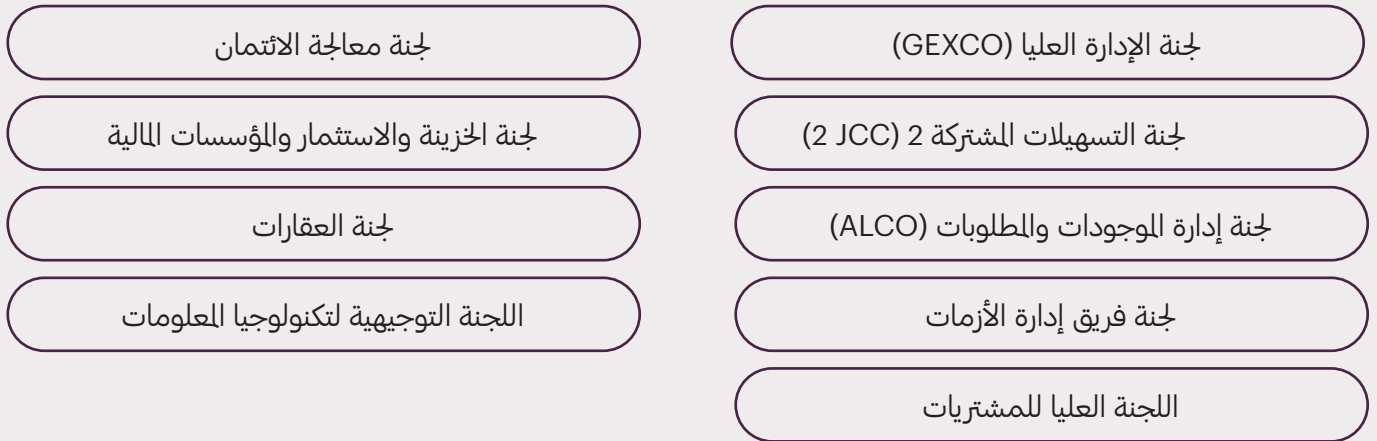 لجنة الإدارة العليا (GEXCO)
لجنة التسهيلات المشتركة 2 (JCC 2)
لجنة إدارة الموجودات والمطلوبات (ALCO)
لجنة فريق إدارة الأزمات
اللجنة العليا للمشتريات
لجنة معالجة الائتمان
لجنة الخزينة والاستثمار والمؤسسات المالية
لجنة العقارات
اللجنة التوجيهية لتكنولوجيا المعلومات